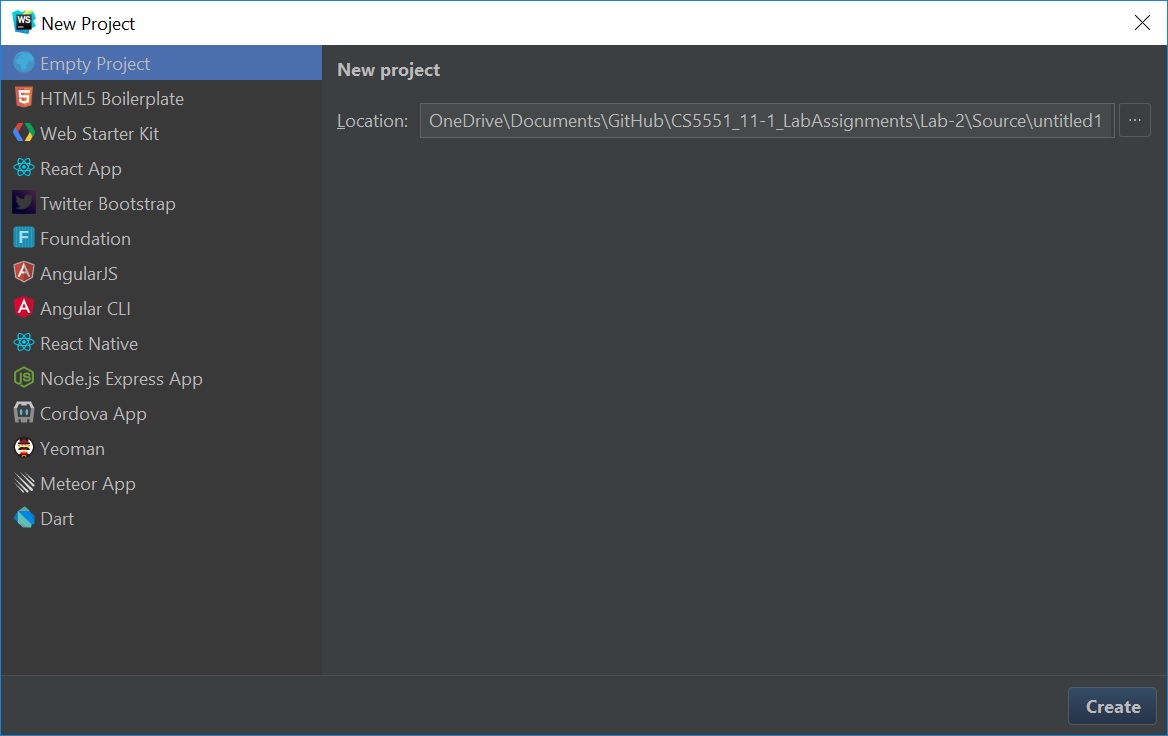 New Project
Empty Project
HTML5 Boilerplate
Web Starter Kit
React App
Twitter Bootstrap
Foundation
AngularJS
Angular CLI
React Native
Node.js Express App
Cordova App
Yeoman
Meteor App
Dart
New project
Location: OneDrive\Documents\GitHub\CS5551_11-1_LabAssignments\Lab-2\Source\untitled1 ...
Create